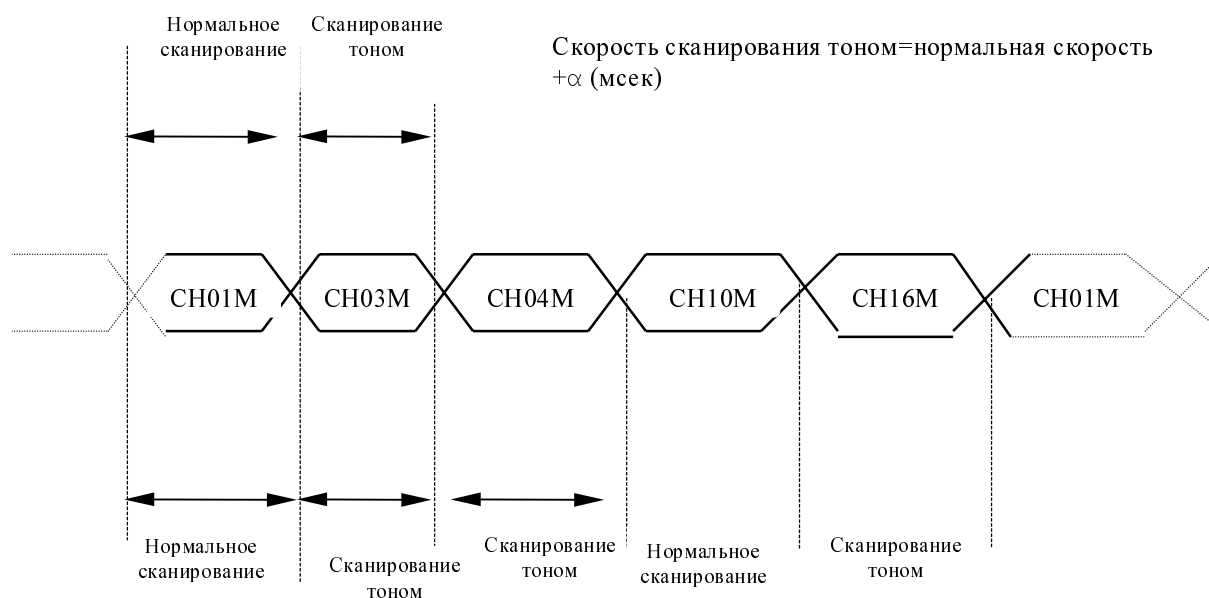 Нормальное
сканирование
Сканирование
тоном
Скорость сканирования тоном=нормальная скорость
+α (мсек)
CH01M
CH03M
CH04M
CH10M
CH16M
CH01M
Нормальное
сканирование
Сканирование
тоном
Сканирование
тоном
Нормальное
сканирование
Сканирование
тоном